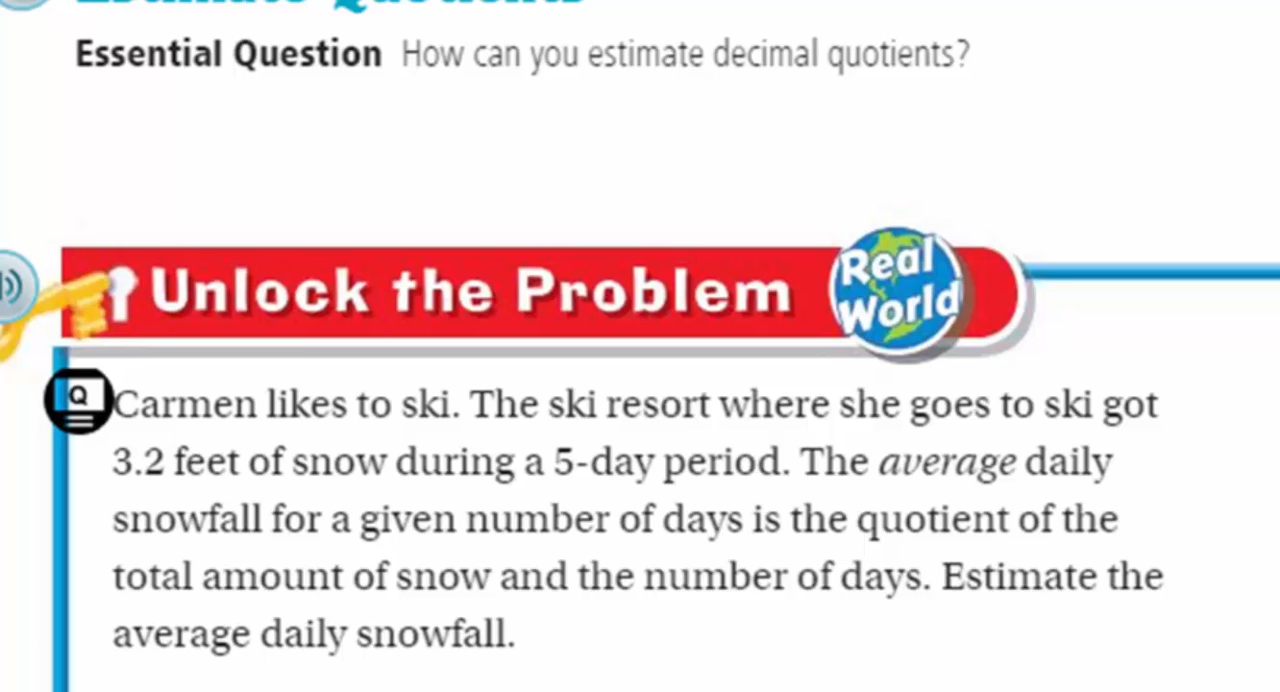 Estimate Quotients
Essential Question How can you estimate decimal quotients?
Unlock the Problem
Real
World
Q
Carmen likes to ski. The ski resort where she goes to ski got
3.2 feet of snow during a 5-day period. The average daily
snowfall for a given number of days is the quotient of the
total amount of snow and the number of days. Estimate the
average daily snowfall.